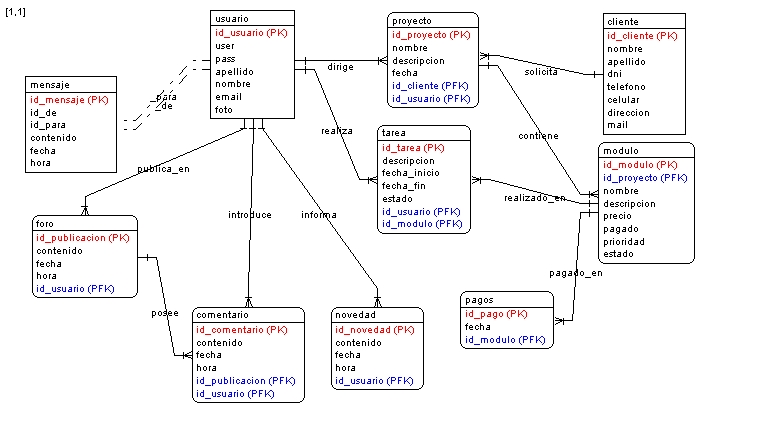 [1,1]
usuario
id_usuario (PK)
user
pass
apellido
nombre
email
foto
proyecto
id_proyecto (PK)
nombre
descripcion
fecha
id_cliente (PFK)
id_usuario (PFK)
cliente
id_cliente (PK)
nombre
apellido
dni
telefono
celular
direccion
mail
dirige
solicita
mensaje
id_mensaje (PK)
id_de
id_para
contenido
fecha
hora
_para
_de
realiza
contiene
tarea
id_tarea (PK)
descripcion
fecha_inicio
fecha_fin
estado
id_usuario (PFK)
id_modulo (PFK)
modulo
id_modulo (PK)
id_proyecto (PFK)
nombre
descripcion
precio
pagado
prioridad
estado
publica_en
realizado_en
introduce
informa
foro
id_publicacion (PK)
contenido
fecha
hora
id_usuario (PFK)
pagado_en
posee
comentario
id_comentario (PK)
contenido
fecha
hora
id_publicacion (PFK)
id_usuario (PFK)
novedad
id_novedad (PK)
contenido
fecha
hora
id_usuario (PFK)
pagos
id_pago (PK)
fecha
id_modulo (PFK)